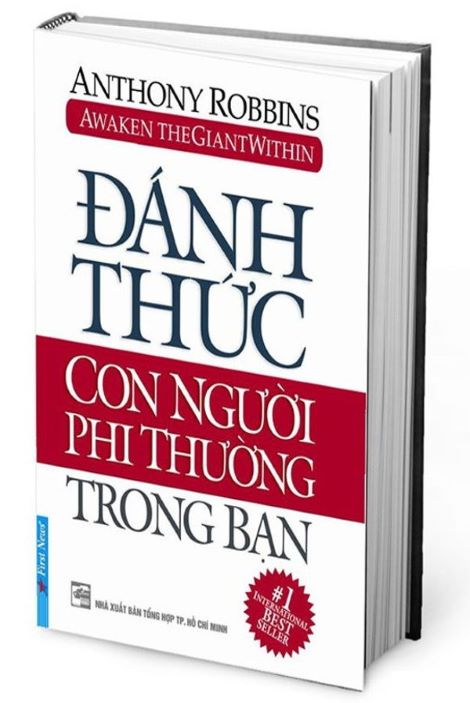 ANTHONY ROBBINS
AWAKEN THEGIANTWITHIN
ĐÁNH
THỨC
CON NGƯỜI
PHI THƯỜNG
TRONG BẠN
First News
NHÀ XUẤT BẢN TỔNG HỢP TP. HỒ CHÍ MINH
#1
INTERNATIONAL
BEST
SELLER